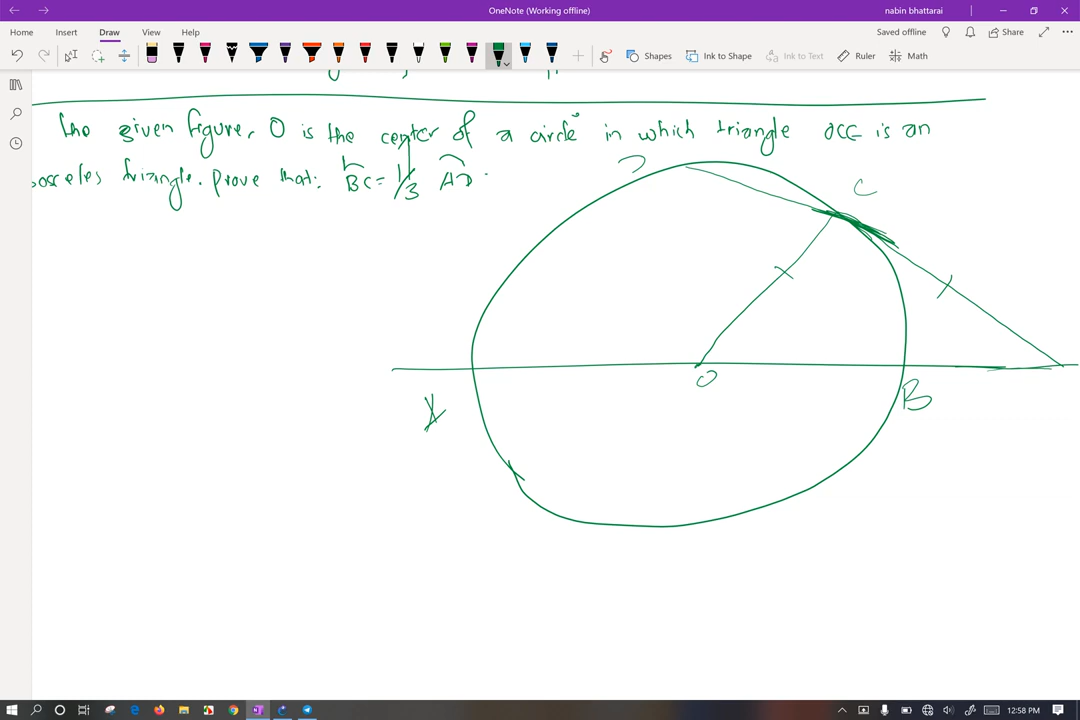 OneNote (Working offline)
nabin bhattarai
Home Insert Draw View Help
Saved offline
Share
Shapes
Ink to Shape
Ink to Text
Ruler
Math
the given figure, O is the center of a circle in which triangle OCE is an
isosceles triangle. Prove that: BC = 1/3 AD.
D
C
O
A
B
12:58 PM